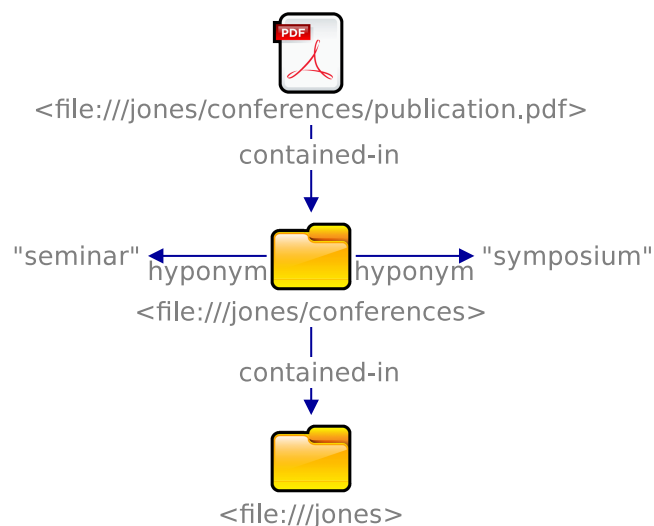 PDF
<file:///jones/conferences/publication.pdf>
contained-in
"seminar"
hyponym
hyponym
"symposium"
<file:///jones/conferences>
contained-in
<file:///jones>